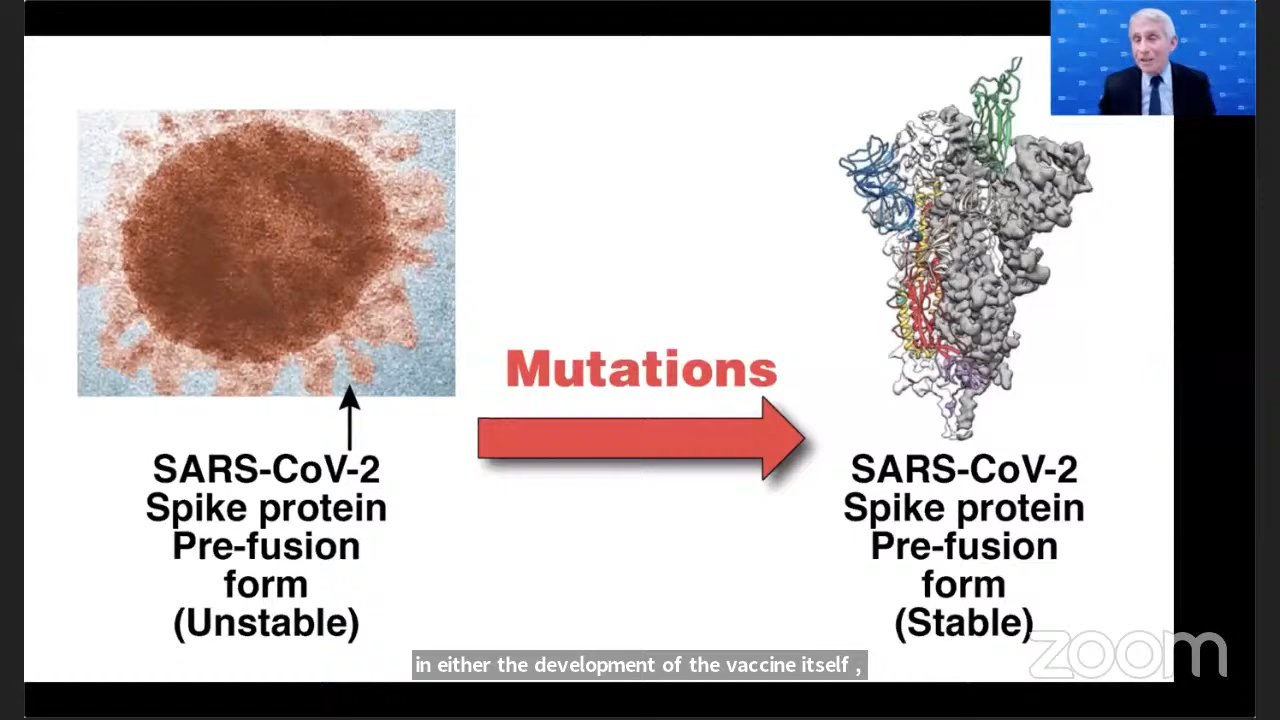 Mutations
SARS-CoV-2
Spike protein
Pre-fusion
form
(Unstable)
SARS-CoV-2
Spike protein
Pre-fusion
form
(Stable)
zoom
in either the development of the vaccine itself ,